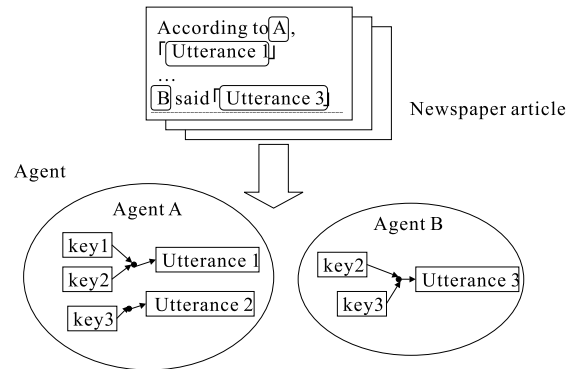 According to A,
「Utterance 1」
...
B said「Utterance 3」
Newspaper article
Agent
Agent A
key1
key2
Utterance 1
key3
Utterance 2
Agent B
key2
Utterance 3
key3